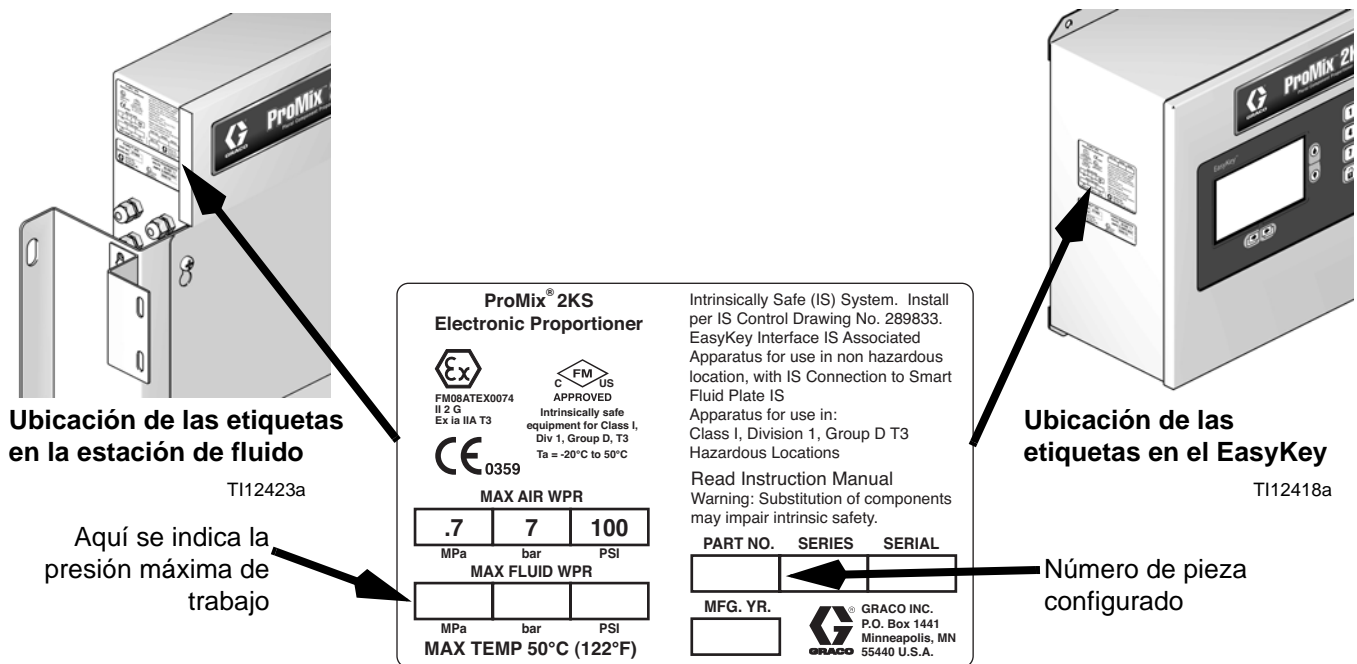 ProMix 2
GRACO
ProMix 2K
GRACO
EasyKey
Ubicación de las etiquetas
en la estación de fluido
TI12423a
Aquí se indica la
presión máxima de
trabajo
ProMix® 2KS
Electronic Proportioner
Ex
FM08ATEX0074
II 2 G
Ex ia IIA T3
CE 0359
C FM US
APPROVED
Intrinsically safe
equipment for Class I,
Div 1, Group D, T3
Ta = -20°C to 50°C
MAX AIR WPR
.7 7 100
MPa bar PSI
MAX FLUID WPR
MPa bar PSI
MAX TEMP 50°C (122°F)
Intrinsically Safe (IS) System. Install
per IS Control Drawing No. 289833.
EasyKey Interface IS Associated
Apparatus for use in non hazardous
location, with IS Connection to Smart
Fluid Plate IS
Apparatus for use in:
Class I, Division 1, Group D T3
Hazardous Locations
Read Instruction Manual
Warning: Substitution of components
may impair intrinsic safety.
PART NO. SERIES SERIAL
MFG. YR.
GRACO ®
GRACO INC.
P.O. Box 1441
Minneapolis, MN
55440 U.S.A.
Ubicación de las
etiquetas en el EasyKey
TI12418a
Número de pieza
configurado